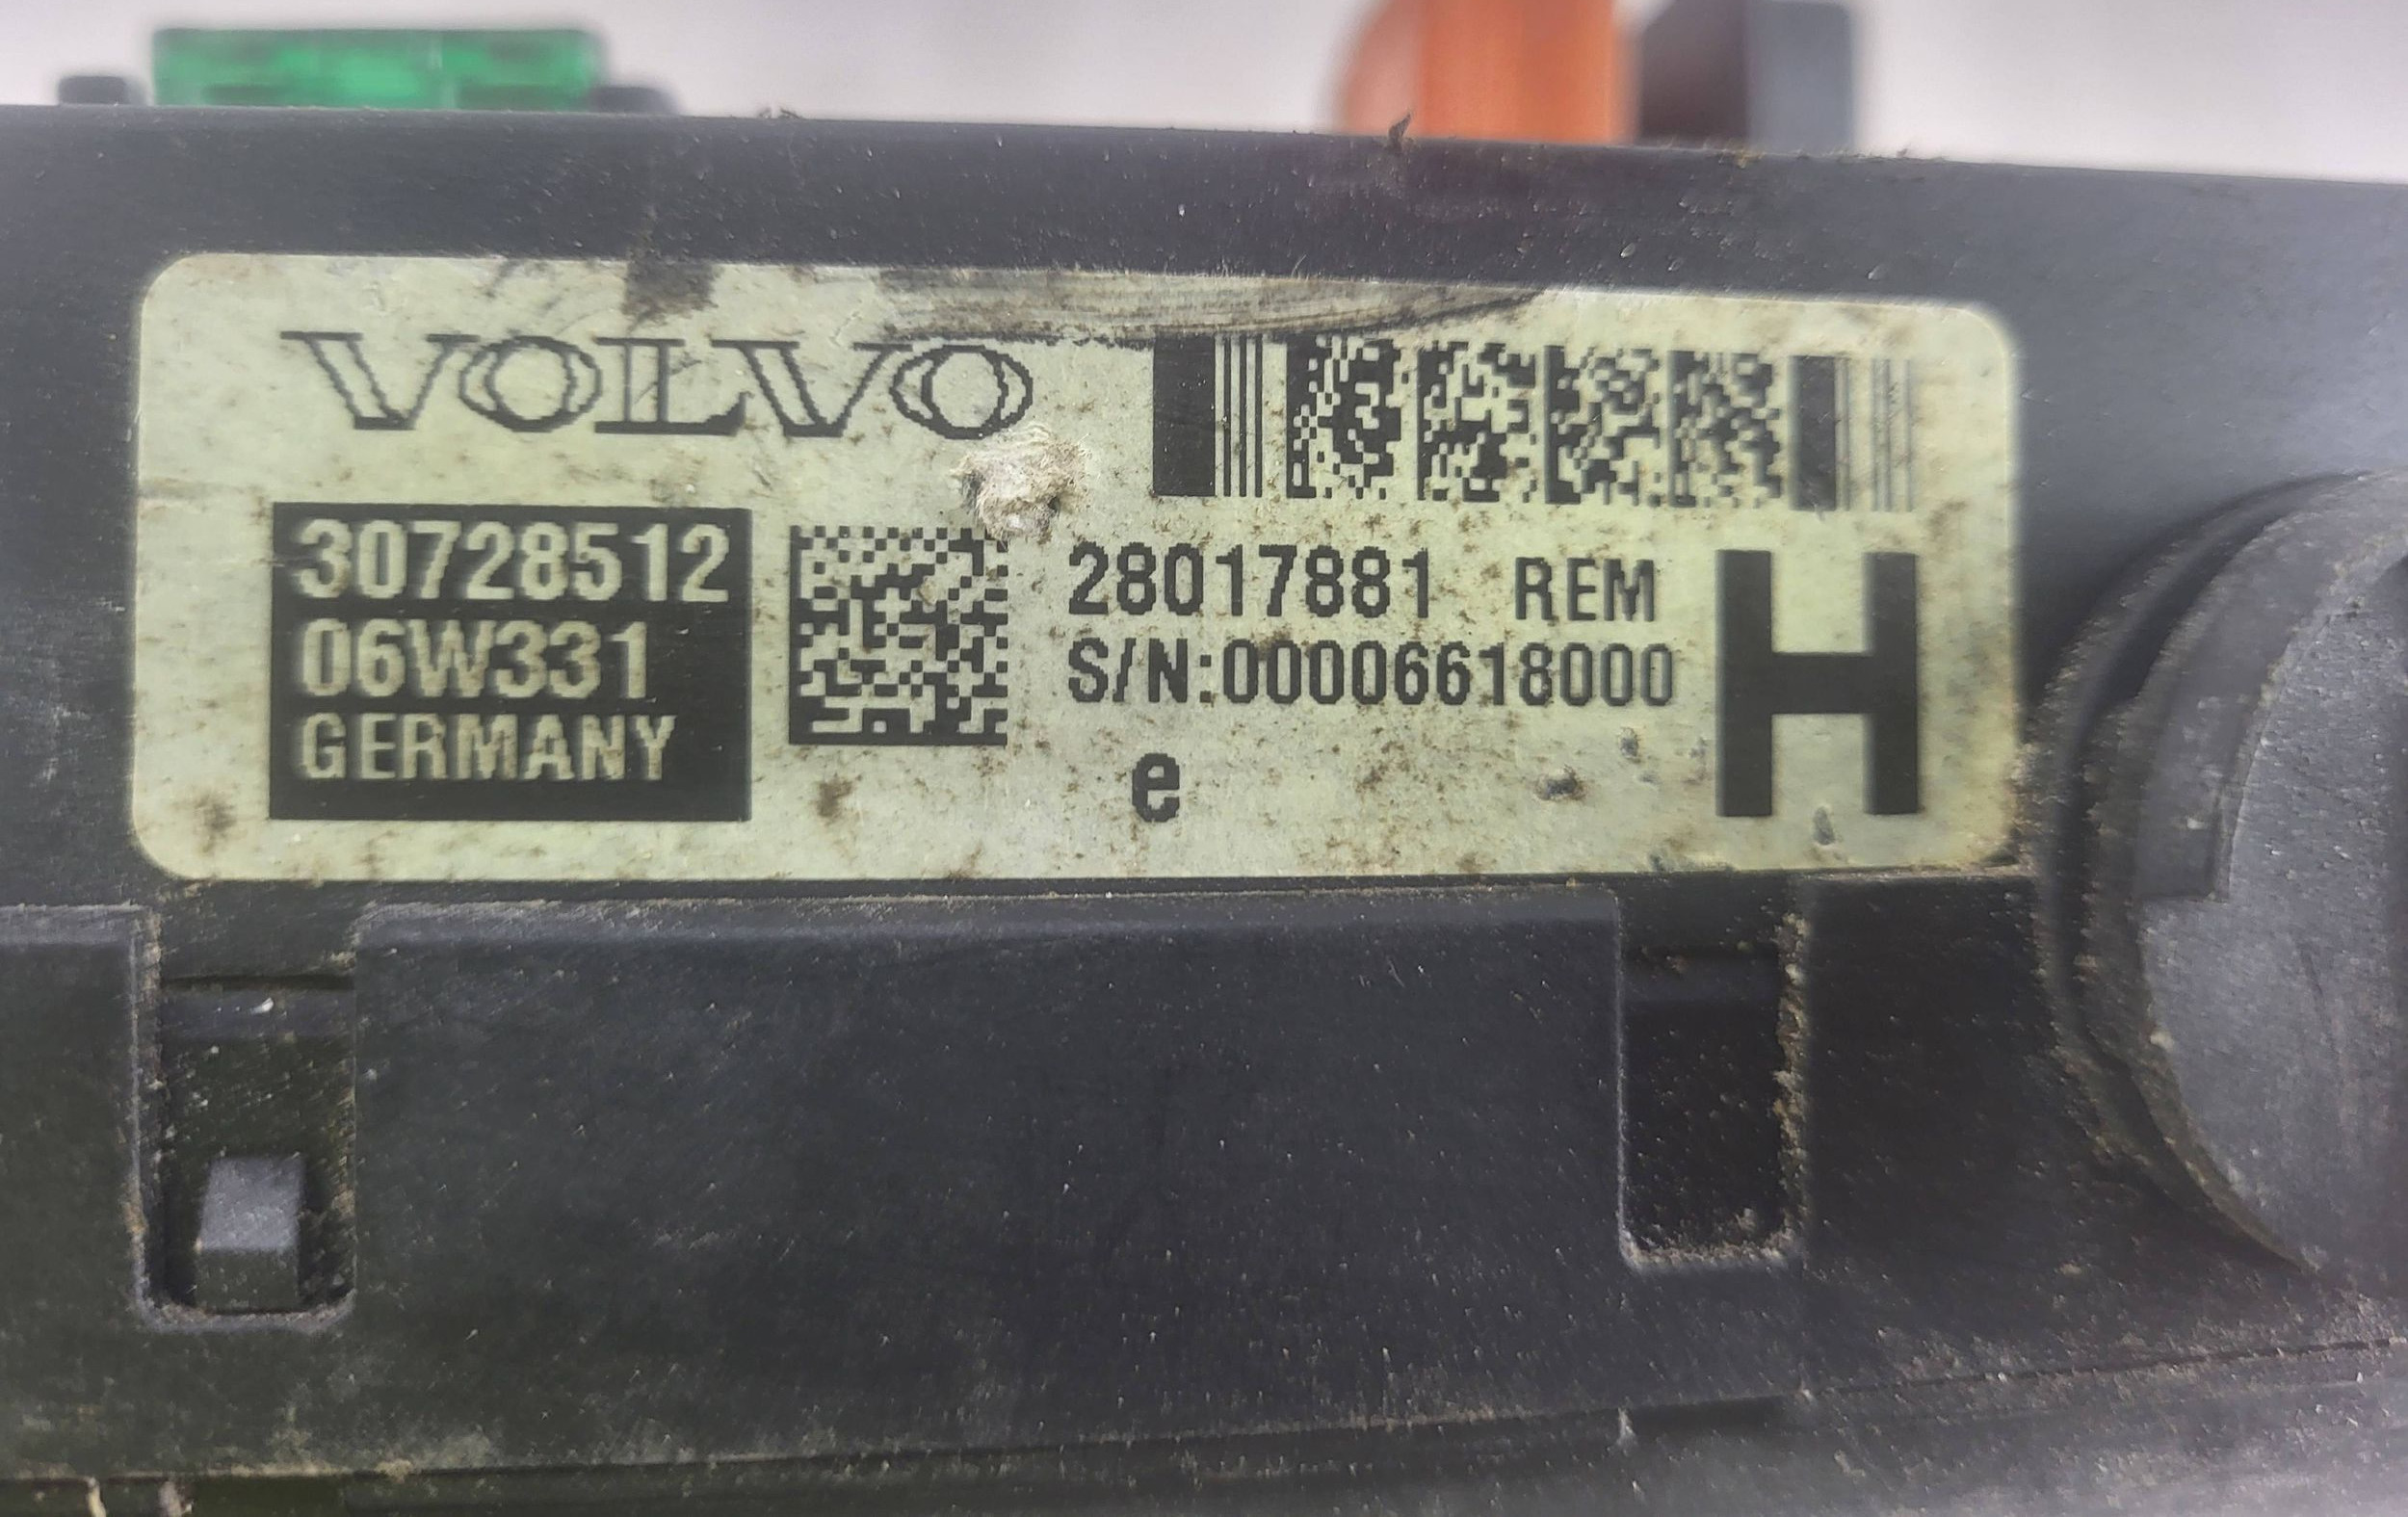 VOLVO
30728512
06W331
GERMANY
28017881 REM
S/N:00006618000
e
H